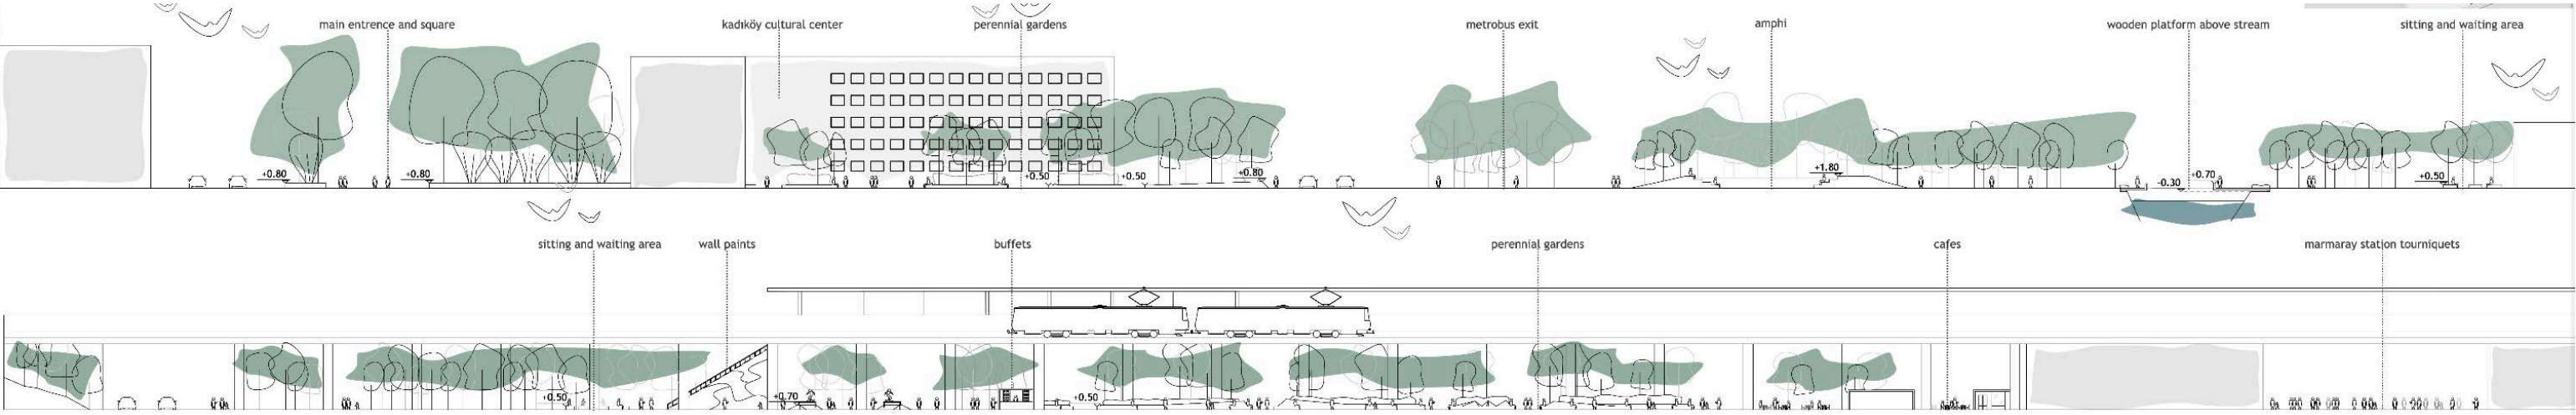 main entrence and square
kadıköy cultural center
perennial gardens
metrobus exit
amphi
wooden platform above stream
sitting and waiting area
+0.80
+0.80
+0.50
+0.50
+0.80
+1.80
-0.30
+0.70
+0.50
sitting and waiting area
wall paints
buffets
perennial gardens
cafes
marmaray station tourniquets
+0.50
+0.70
+0.50